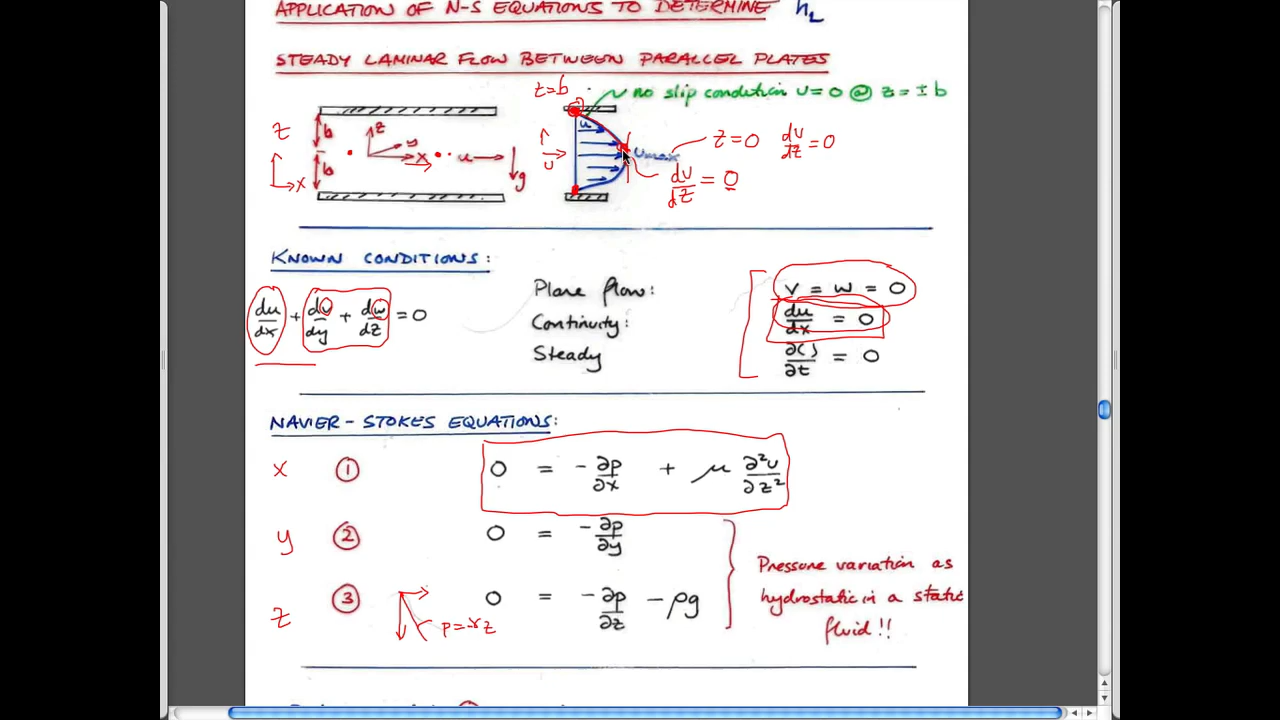 APPLICATION OF N-S EQUATIONS TO DETERMINE h_L
STEADY LAMINAR FLOW BETWEEN PARALLEL PLATES
z=b
no slip condition u=0 @ z=±b
z
b
z
y
x
u
g
b
x
u
u
umax
z=0 du/dz=0
du/dz = 0
KNOWN CONDITIONS:
du/dx + dv/dy + dw/dz = 0
Plane flow: v = w = 0
Continuity: du/dx = 0
Steady ∂( )/∂t = 0
NAVIER-STOKES EQUATIONS:
x ① 0 = -∂p/∂x + μ ∂²u/∂z²
y ② 0 = -∂p/∂y
z ③ 0 = -∂p/∂z - ρg
p=-γz
Pressure variation as
hydrostatic in a static
fluid!!